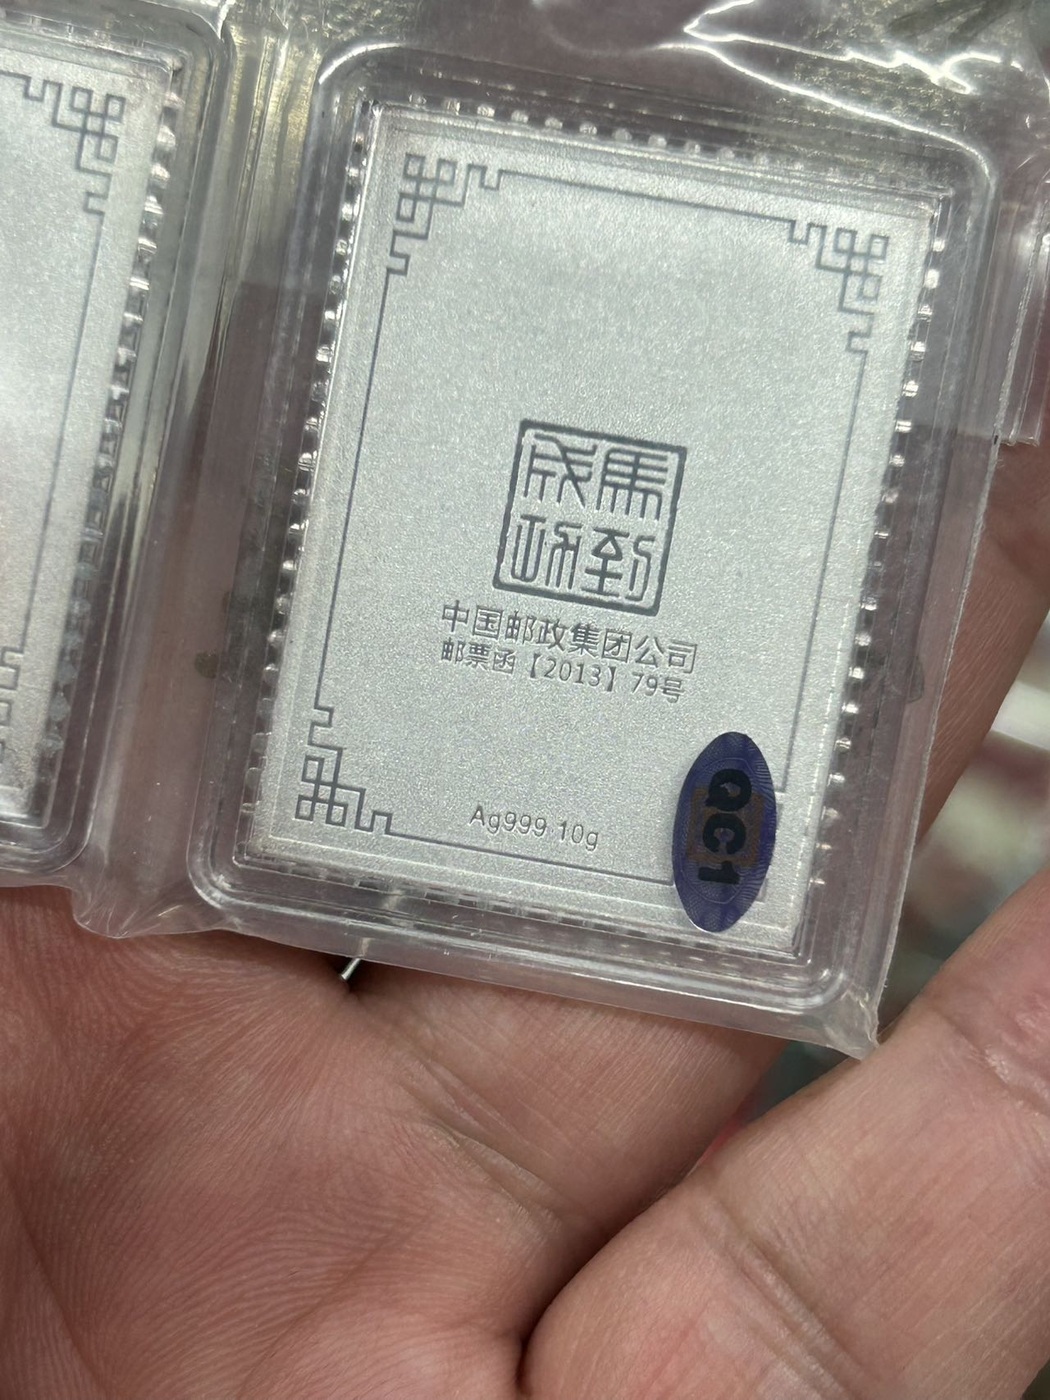 馬到成功
中国邮政集团公司
邮票函【2013】79号
Ag999 10g
QC1